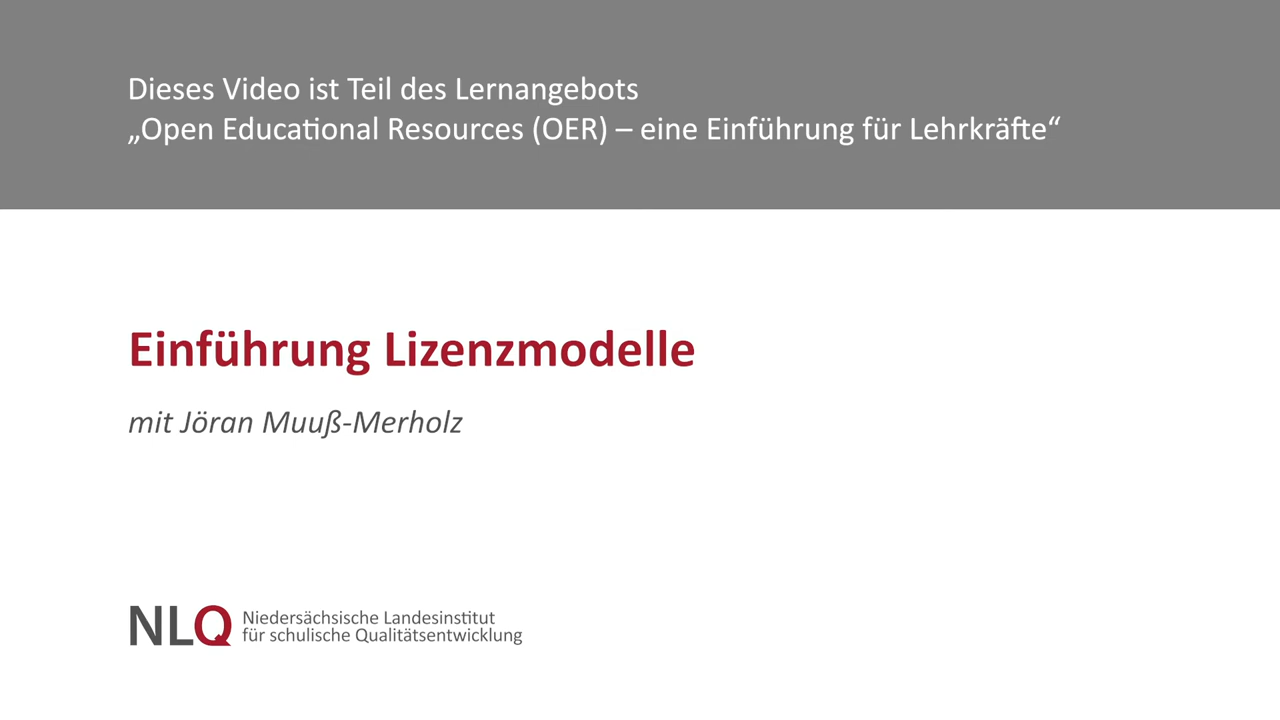 Dieses Video ist Teil des Lernangebots
„Open Educational Resources (OER) – eine Einführung für Lehrkräfte“
Einführung Lizenzmodelle
mit Jöran Muuß-Merholz
NLQ Niedersächsische Landesinstitut
für schulische Qualitätsentwicklung